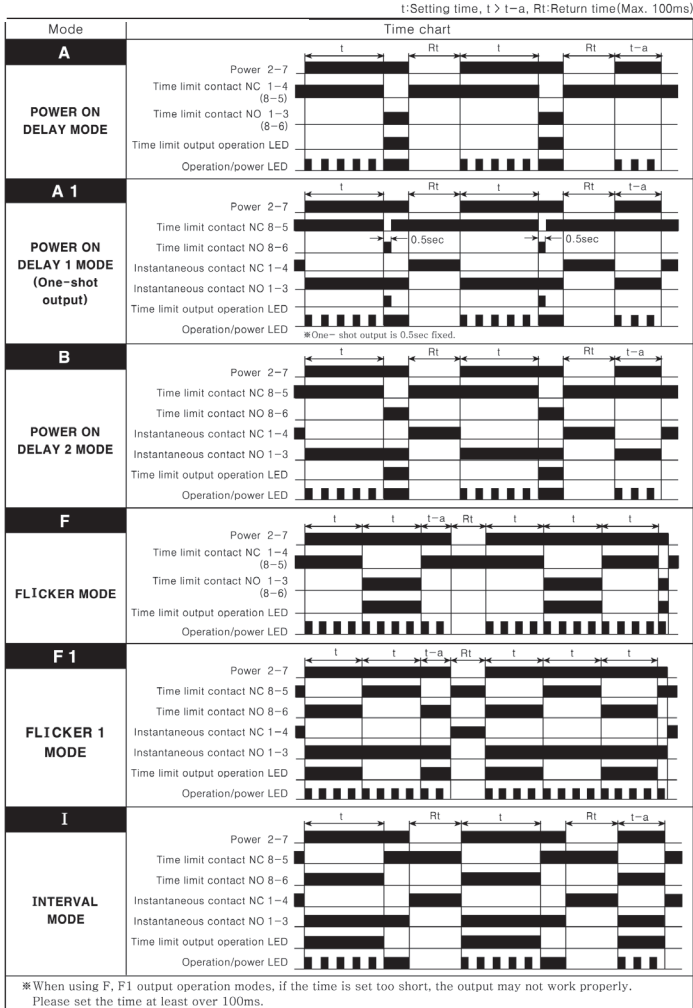 t:Setting time, t > t−a, Rt:Return time(Max. 100ms)
Mode Time chart
A
POWER ON
DELAY MODE
t Rt t Rt t−a
Power 2−7
Time limit contact NC 1−4
(8−5)
Time limit contact NO 1−3
(8−6)
Time limit output operation LED
Operation/power LED
A 1
POWER ON
DELAY 1 MODE
(One−shot
output)
t Rt t Rt t−a
Power 2−7
Time limit contact NC 8−5
0.5sec 0.5sec
Time limit contact NO 8−6
Instantaneous contact NC 1−4
Instantaneous contact NO 1−3
Time limit output operation LED
Operation/power LED
※One− shot output is 0.5sec fixed.
B
POWER ON
DELAY 2 MODE
t Rt t Rt t−a
Power 2−7
Time limit contact NC 8−5
Time limit contact NO 8−6
Instantaneous contact NC 1−4
Instantaneous contact NO 1−3
Time limit output operation LED
Operation/power LED
F
FLICKER MODE
t t t−a Rt t t t
Power 2−7
Time limit contact NC 1−4
(8−5)
Time limit contact NO 1−3
(8−6)
Time limit output operation LED
Operation/power LED
F 1
FLICKER 1
MODE
t t t−a Rt t t t
Power 2−7
Time limit contact NC 8−5
Time limit contact NO 8−6
Instantaneous contact NC 1−4
Instantaneous contact NO 1−3
Time limit output operation LED
Operation/power LED
I
INTERVAL
MODE
t Rt t Rt t−a
Power 2−7
Time limit contact NC 8−5
Time limit contact NO 8−6
Instantaneous contact NC 1−4
Instantaneous contact NO 1−3
Time limit output operation LED
Operation/power LED
※When using F, F1 output operation modes, if the time is set too short, the output may not work properly.
Please set the time at least over 100ms.